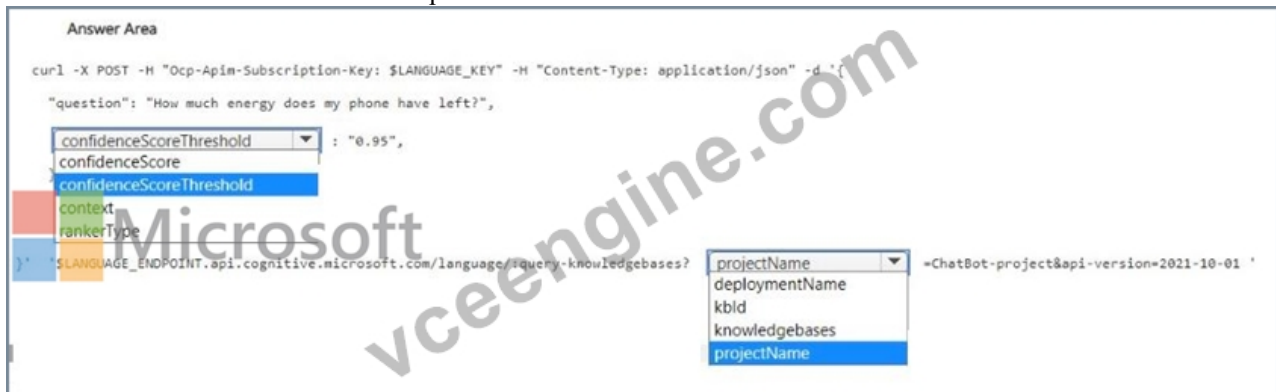 Answer Area
curl -X POST -H "Ocp-Apim-Subscription-Key: $LANGUAGE_KEY" -H "Content-Type: application/json" -d '{
"question": "How much energy does my phone have left?",
confidenceScoreThreshold : "0.95",
confidenceScore
confidenceScoreThreshold
context
rankerType
Microsoft
}' '$LANGUAGE_ENDPOINT.api.cognitive.microsoft.com/language/:query-knowledgebases? projectName =ChatBot-project&api-version=2021-10-01 '
deploymentName
kbId
knowledgebases
projectName
vceengine.com